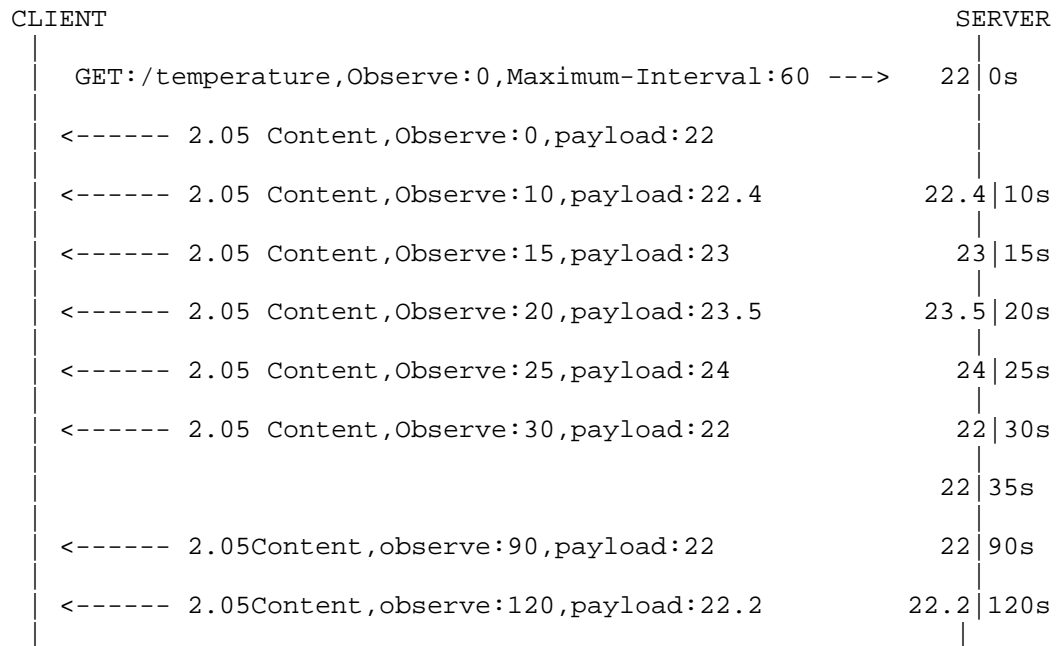 CLIENT SERVER
GET:/temperature,Observe:0,Maximum-Interval:60 ---> 22|0s
<------ 2.05 Content,Observe:0,payload:22
<------ 2.05 Content,Observe:10,payload:22.4 22.4|10s
<------ 2.05 Content,Observe:15,payload:23 23|15s
<------ 2.05 Content,Observe:20,payload:23.5 23.5|20s
<------ 2.05 Content,Observe:25,payload:24 24|25s
<------ 2.05 Content,Observe:30,payload:22 22|30s
22|35s
<------ 2.05Content,observe:90,payload:22 22|90s
<------ 2.05Content,observe:120,payload:22.2 22.2|120s